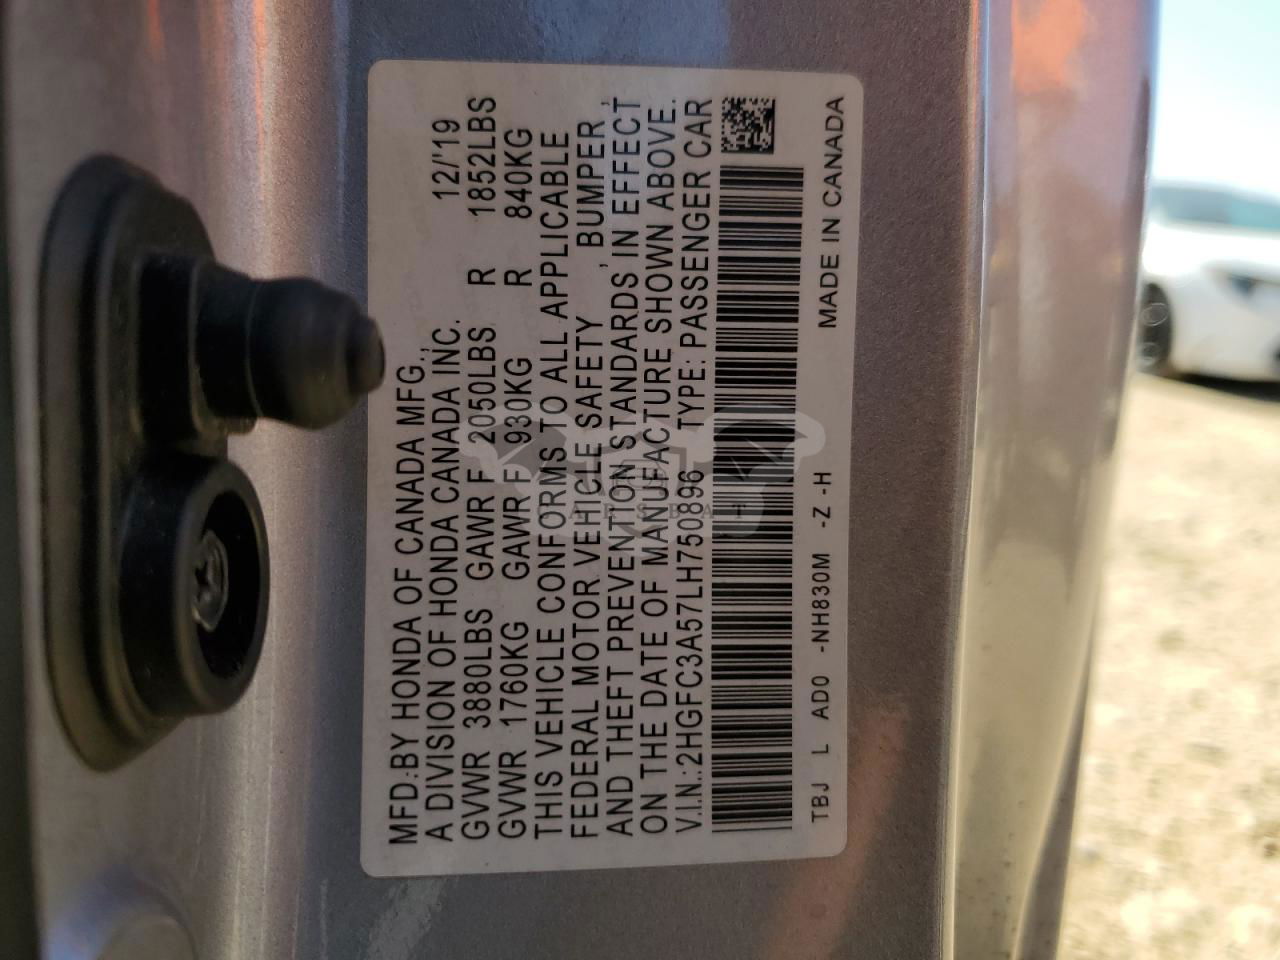 MFD.BY HONDA OF CANADA MFG., 12/'19
A DIVISION OF HONDA CANADA INC.
GVWR 3880LBS GAWR F 2050LBS R 1852LBS
GVWR 1760KG GAWR F 930KG R 840KG
THIS VEHICLE CONFORMS TO ALL APPLICABLE
FEDERAL MOTOR VEHICLE SAFETY , BUMPER ,
AND THEFT PREVENTION STANDARDS IN EFFECT
ON THE DATE OF MANUFACTURE SHOWN ABOVE.
V.I.N.:2HGFC3A57LH750896 TYPE: PASSENGER CAR
TBJ L AD0 -NH830M -Z -H MADE IN CANADA
CARSBAT